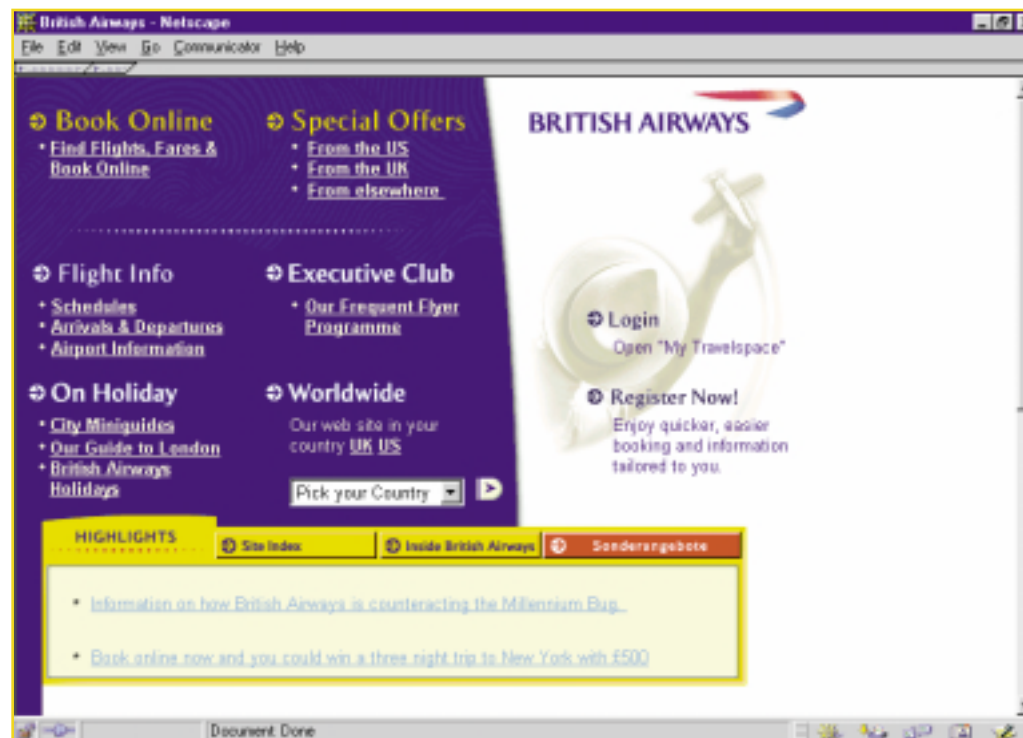 British Airways - Netscape
File Edit View Go Communicator Help
Book Online
Find Flights, Fares &
Book Online
Special Offers
From the US
From the UK
From elsewhere
BRITISH AIRWAYS
Flight Info
Schedules
Arrivals & Departures
Airport Information
Executive Club
Our Frequent Flyer
Programme
Login
Open "My Travelspace"
On Holiday
City Miniguides
Our Guide to London
British Airways
Holidays
Worldwide
Our web site in your
country UK US
Pick your Country
Register Now!
Enjoy quicker, easier
booking and information
tailored to you.
HIGHLIGHTS
Site Index
Inside British Airways
Sonderangebote
Information on how British Airways is counteracting the Millennium Bug.
Book online now and you could win a three night trip to New York with £500
Document: Done